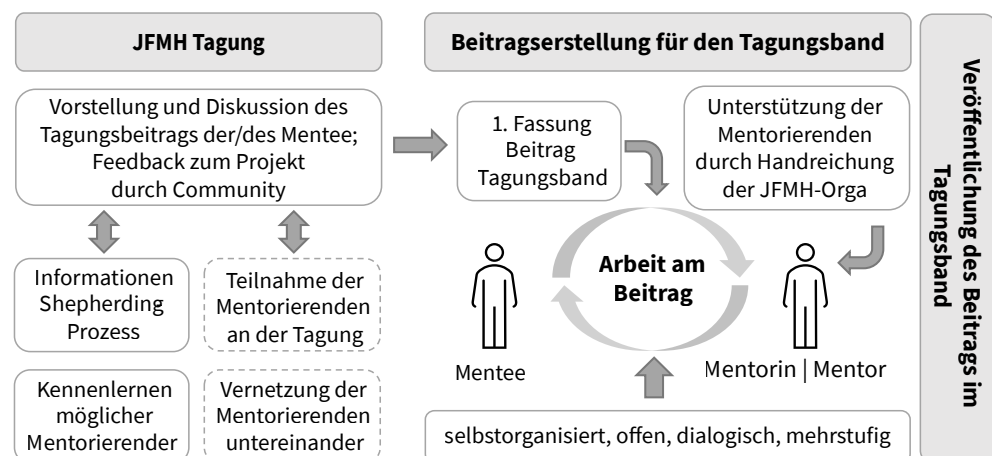 JFMH Tagung
Vorstellung und Diskussion des
Tagungsbeitrags der/des Mentee;
Feedback zum Projekt
durch Community
Informationen
Shepherding
Prozess
Teilnahme der
Mentorierenden
an der Tagung
Kennenlernen
möglicher
Mentorierender
Vernetzung der
Mentorierenden
untereinander
Beitragserstellung für den Tagungsband
1. Fassung
Beitrag
Tagungsband
Unterstützung der
Mentorierenden
durch Handreichung
der JFMH-Orga
Arbeit am
Beitrag
Mentee
Mentorin | Mentor
selbstorganisiert, offen, dialogisch, mehrstufig
Veröffentlichung des Beitrags im
Tagungsband